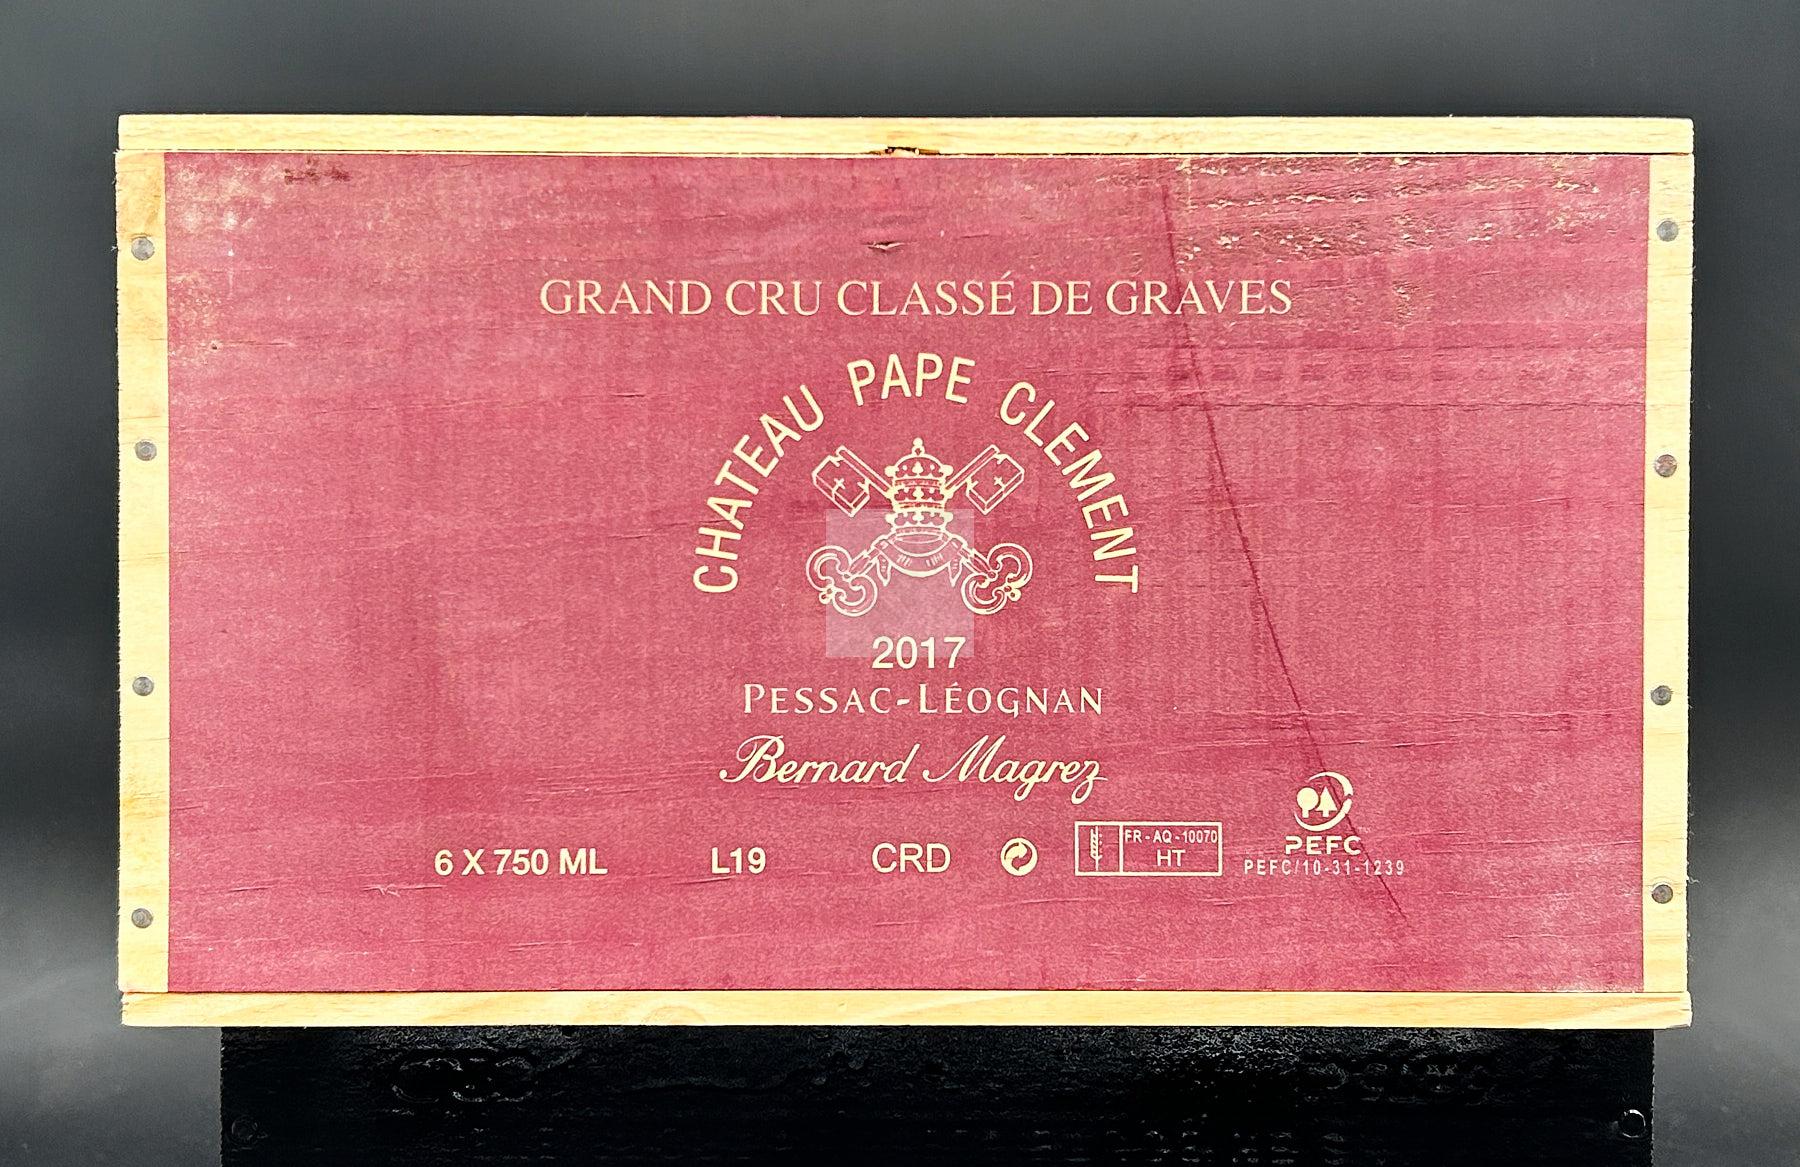 GRAND CRU CLASSÉ DE GRAVES
CHATEAU PAPE CLEMENT
2017
PESSAC-LÉOGNAN
Bernard Magrez
6 X 750 ML L19 CRD
FR-AQ-10070
HT
PEFC
PEFC/10-31-1239